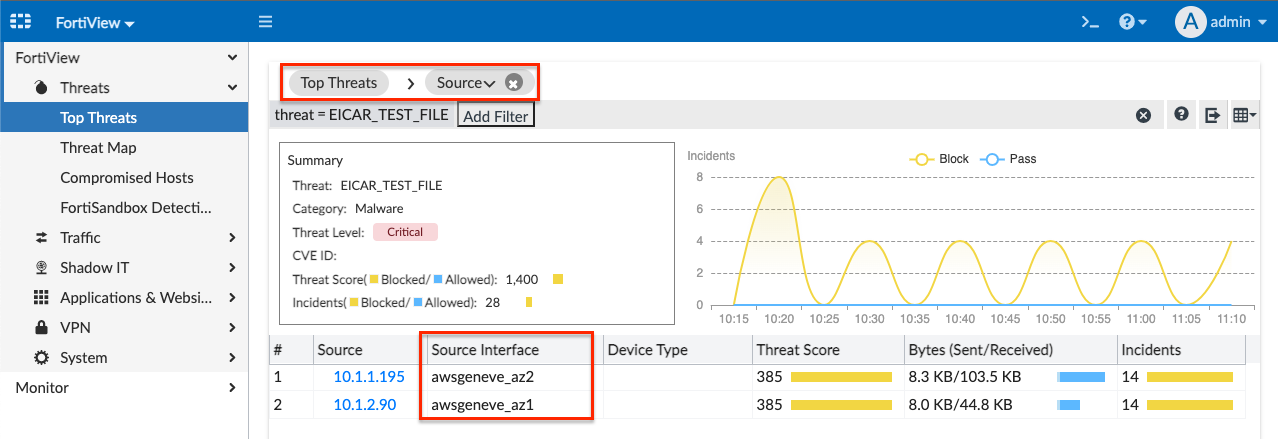 FortiView admin
A
FortiView
Threats
Top Threats
Threat Map
Compromised Hosts
FortiSandbox Detecti...
Traffic
Shadow IT
Applications & Websi...
VPN
System
Monitor
Top Threats > Source
threat = EICAR_TEST_FILE Add Filter
Summary
Threat: EICAR_TEST_FILE
Category: Malware
Threat Level: Critical
CVE ID:
Threat Score( Blocked/ Allowed): 1,400
Incidents( Blocked/ Allowed): 28
Incidents
Block Pass
8
6
4
2
0
10:15 10:20 10:25 10:30 10:35 10:40 10:45 10:50 10:55 11:00 11:05 11:10
# Source Source Interface Device Type Threat Score Bytes (Sent/Received) Incidents
1 10.1.1.195 awsgeneve_az2 385 8.3 KB/103.5 KB 14
2 10.1.2.90 awsgeneve_az1 385 8.0 KB/44.8 KB 14